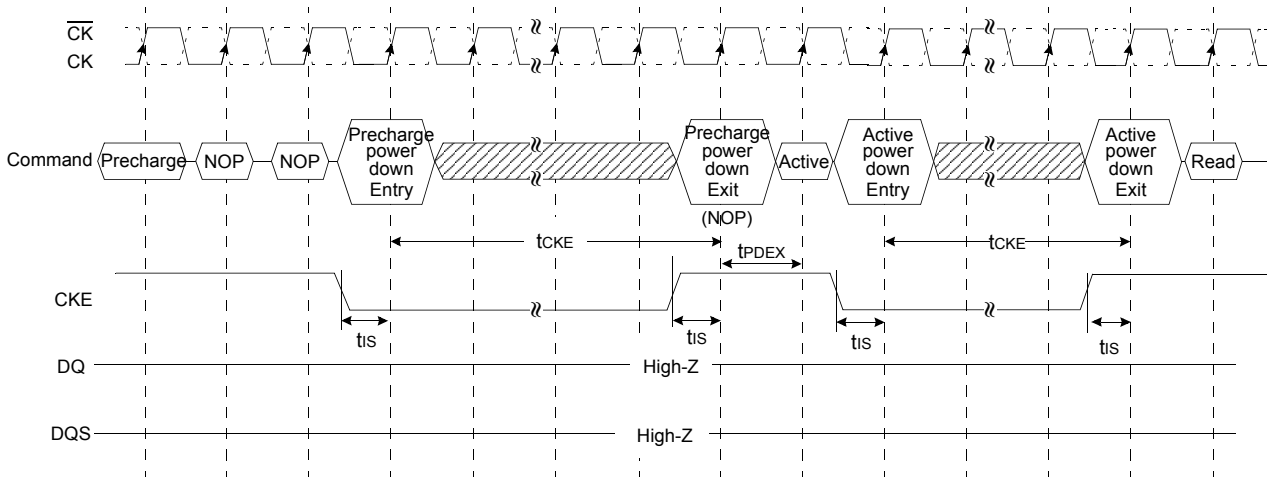 CK
CK
Command
Precharge
NOP
NOP
Precharge
power
down
Entry
Precharge
power
down
Exit
(NOP)
Active
Active
power
down
Entry
Active
power
down
Exit
Read
tCKE
tPDEX
tCKE
CKE
tIS
tIS
tIS
tIS
DQ
High-Z
DQS
High-Z